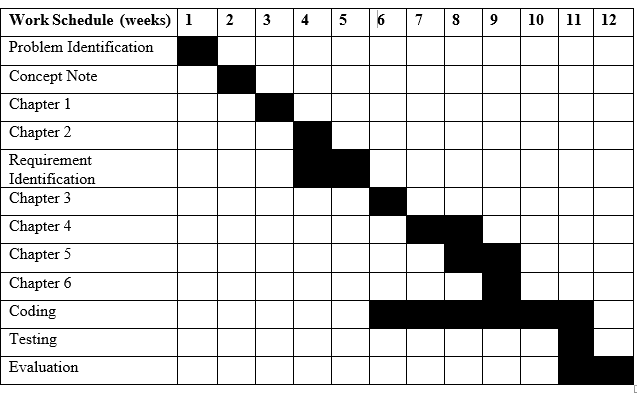 Work Schedule (weeks) 1 2 3 4 5 6 7 8 9 10 11 12
Problem Identification
Concept Note
Chapter 1
Chapter 2
Requirement
Identification
Chapter 3
Chapter 4
Chapter 5
Chapter 6
Coding
Testing
Evaluation